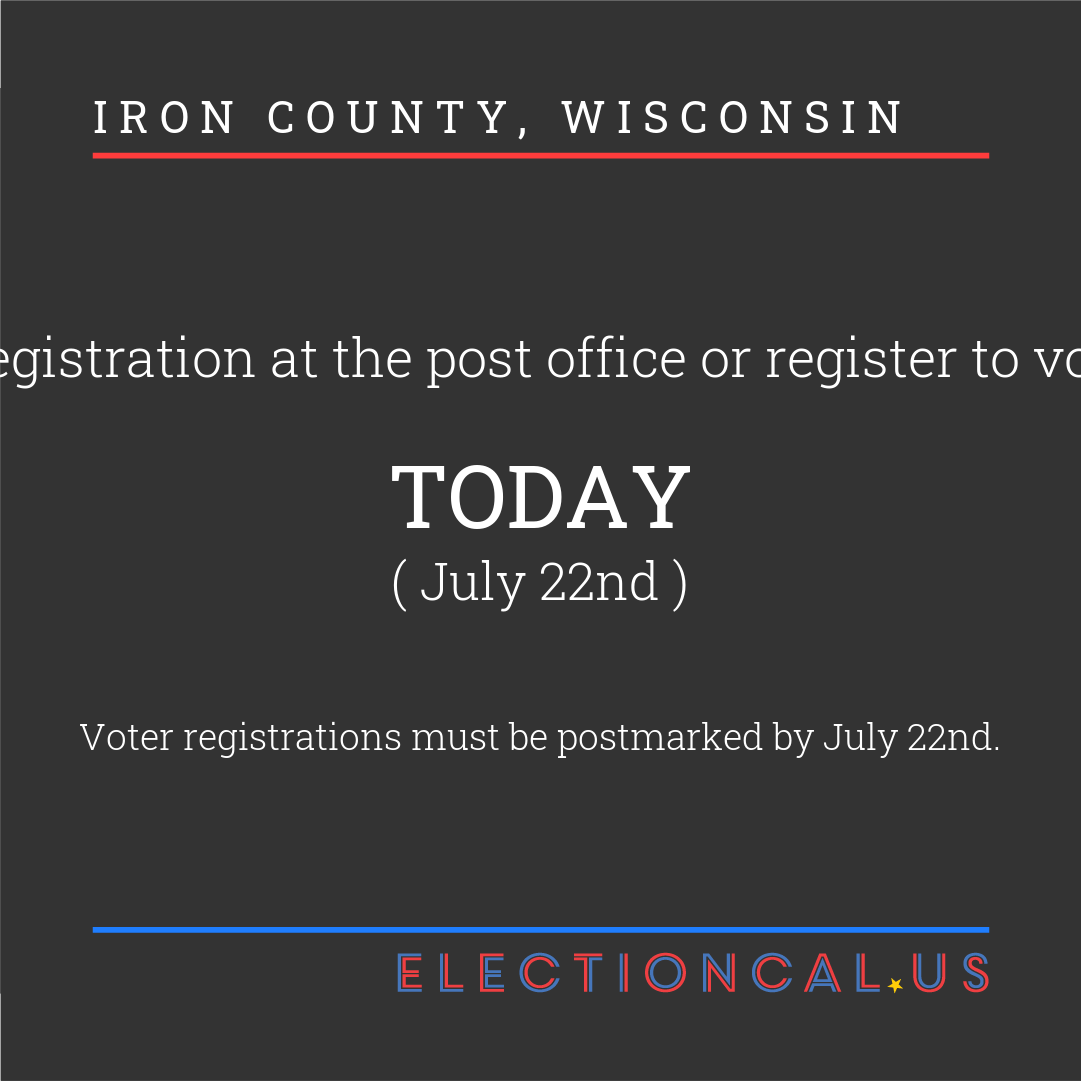 IRON COUNTY, WISCONSIN
egistration at the post office or register to vo
TODAY
( July 22nd )
Voter registrations must be postmarked by July 22nd.
ELECTIONCAL.US